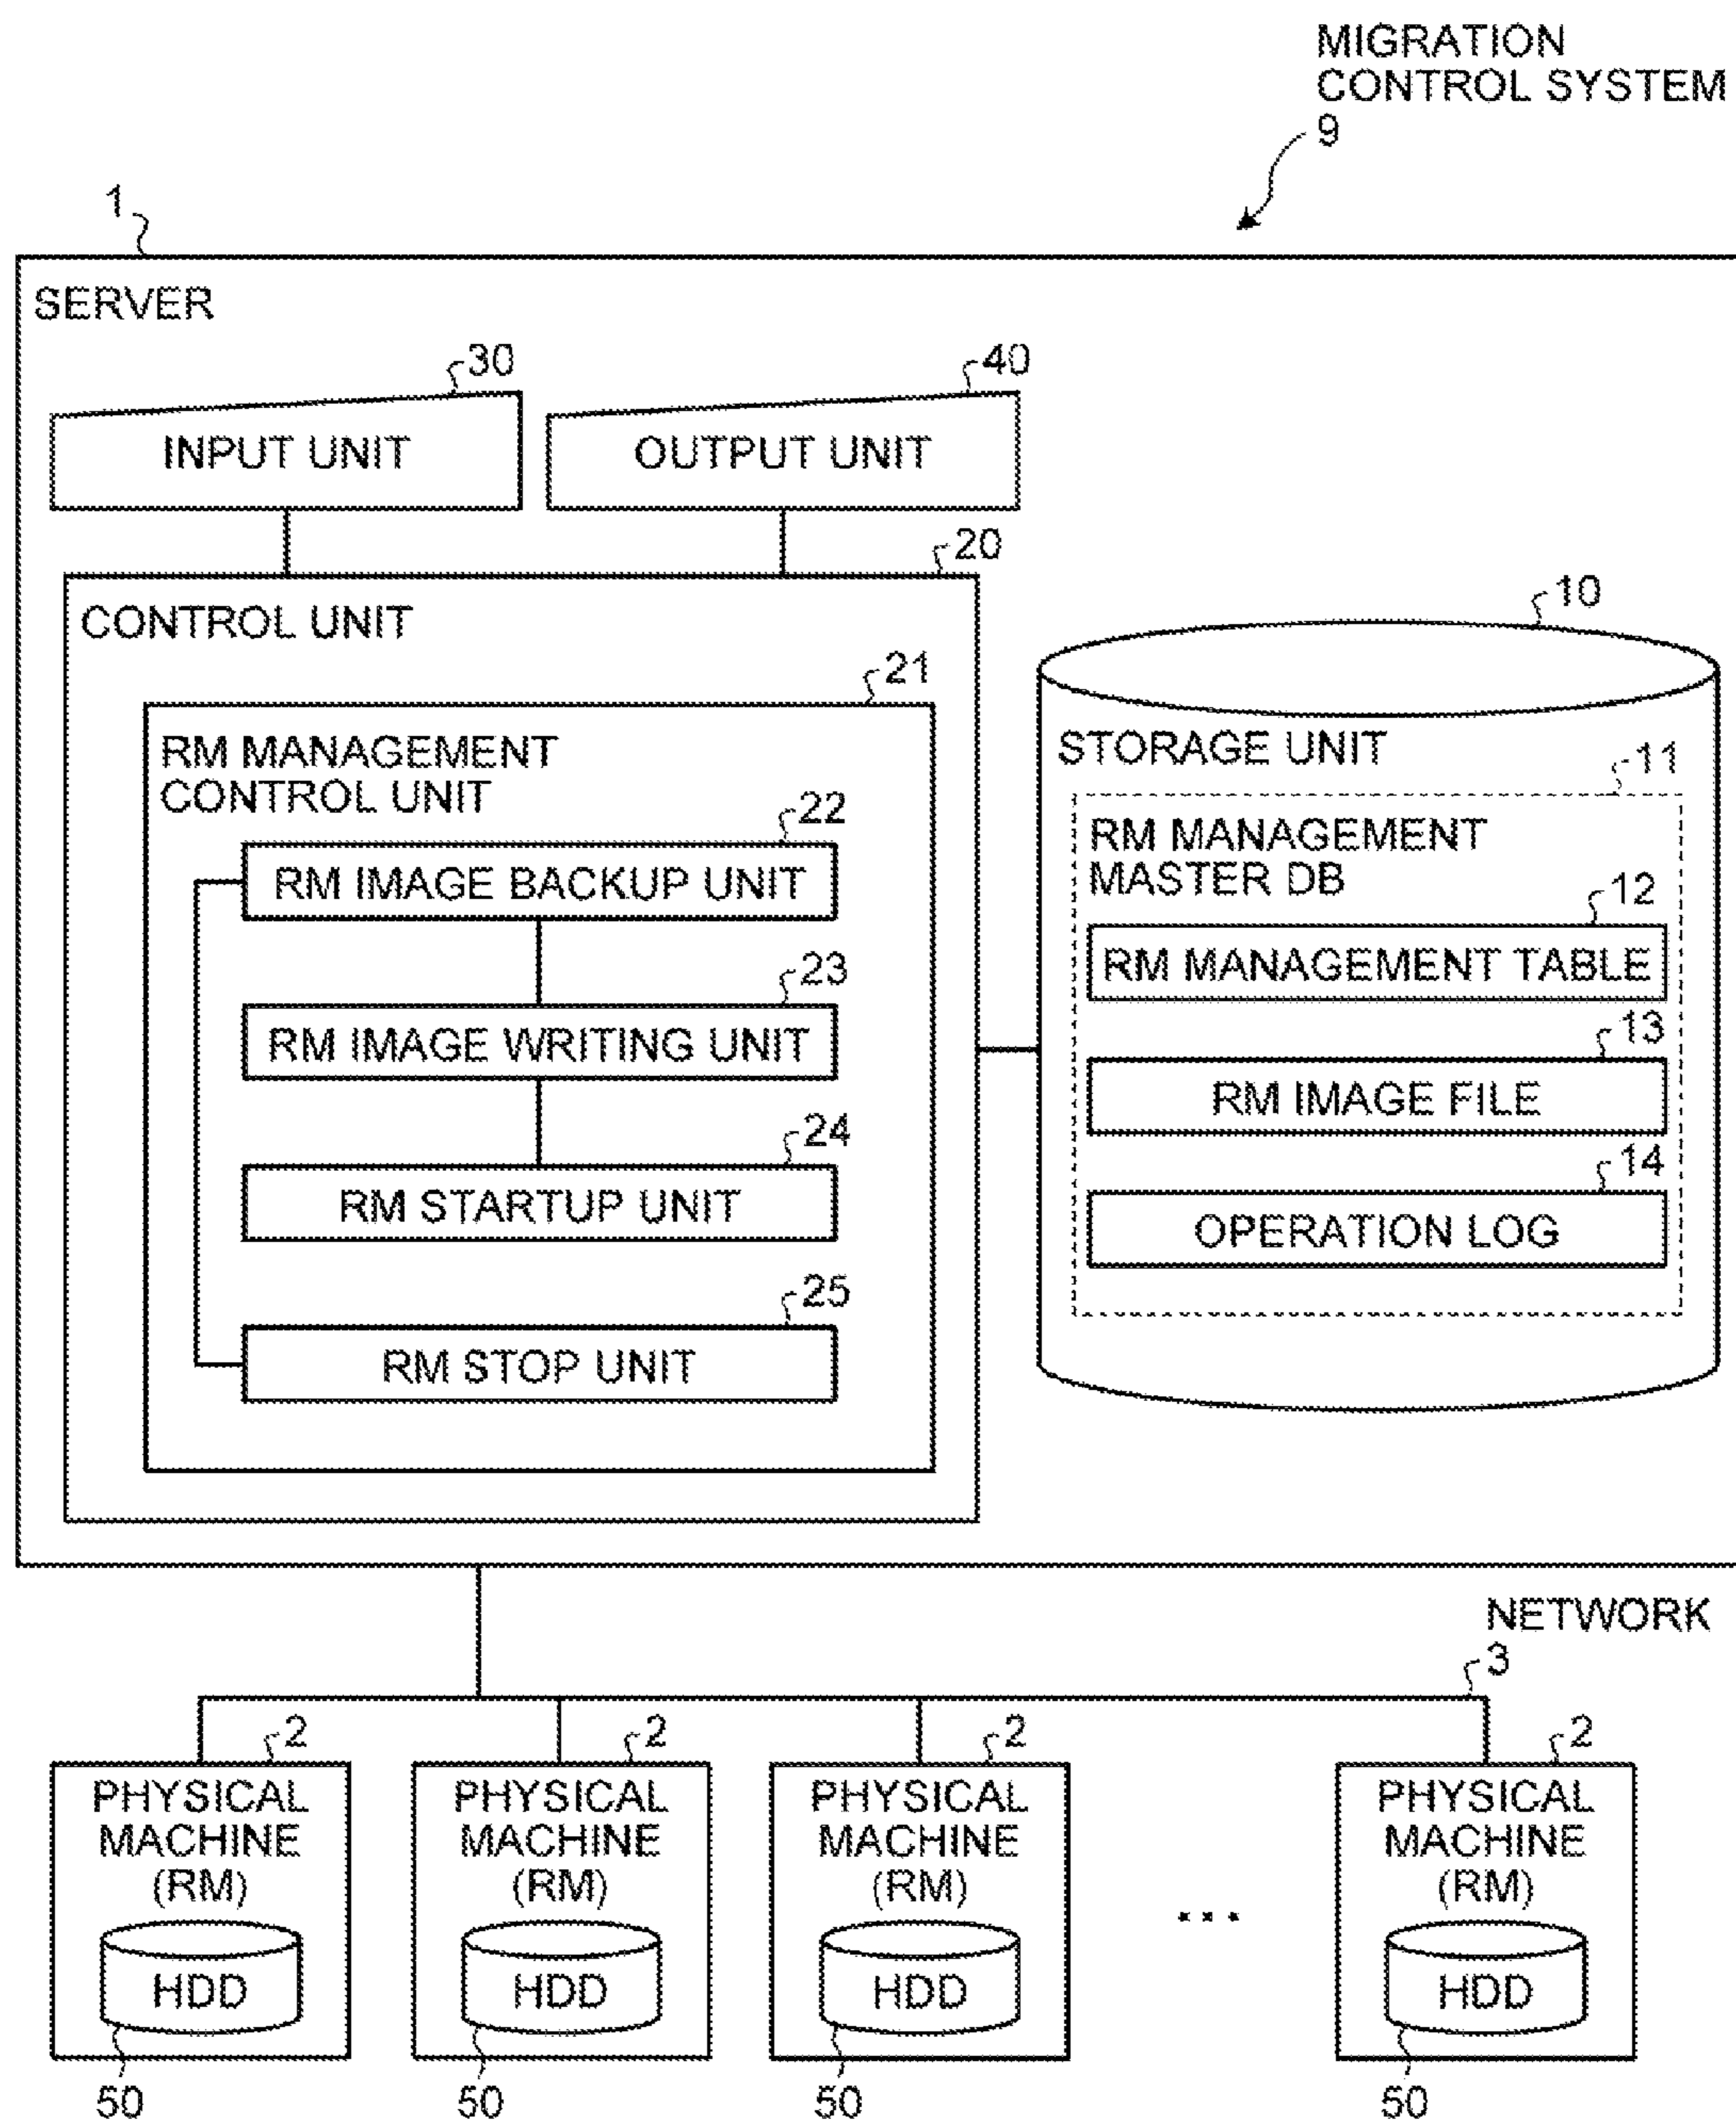 MIGRATION
CONTROL SYSTEM
9
1
SERVER
30
INPUT UNIT
40
OUTPUT UNIT
20
CONTROL UNIT
21
RM MANAGEMENT
CONTROL UNIT
22
RM IMAGE BACKUP UNIT
23
RM IMAGE WRITING UNIT
24
RM STARTUP UNIT
25
RM STOP UNIT
10
STORAGE UNIT
11
RM MANAGEMENT
MASTER DB
12
RM MANAGEMENT TABLE
13
RM IMAGE FILE
14
OPERATION LOG
NETWORK
3
2
PHYSICAL
MACHINE
(RM)
HDD
50
2
PHYSICAL
MACHINE
(RM)
HDD
50
2
PHYSICAL
MACHINE
(RM)
HDD
50
...
2
PHYSICAL
MACHINE
(RM)
HDD
50